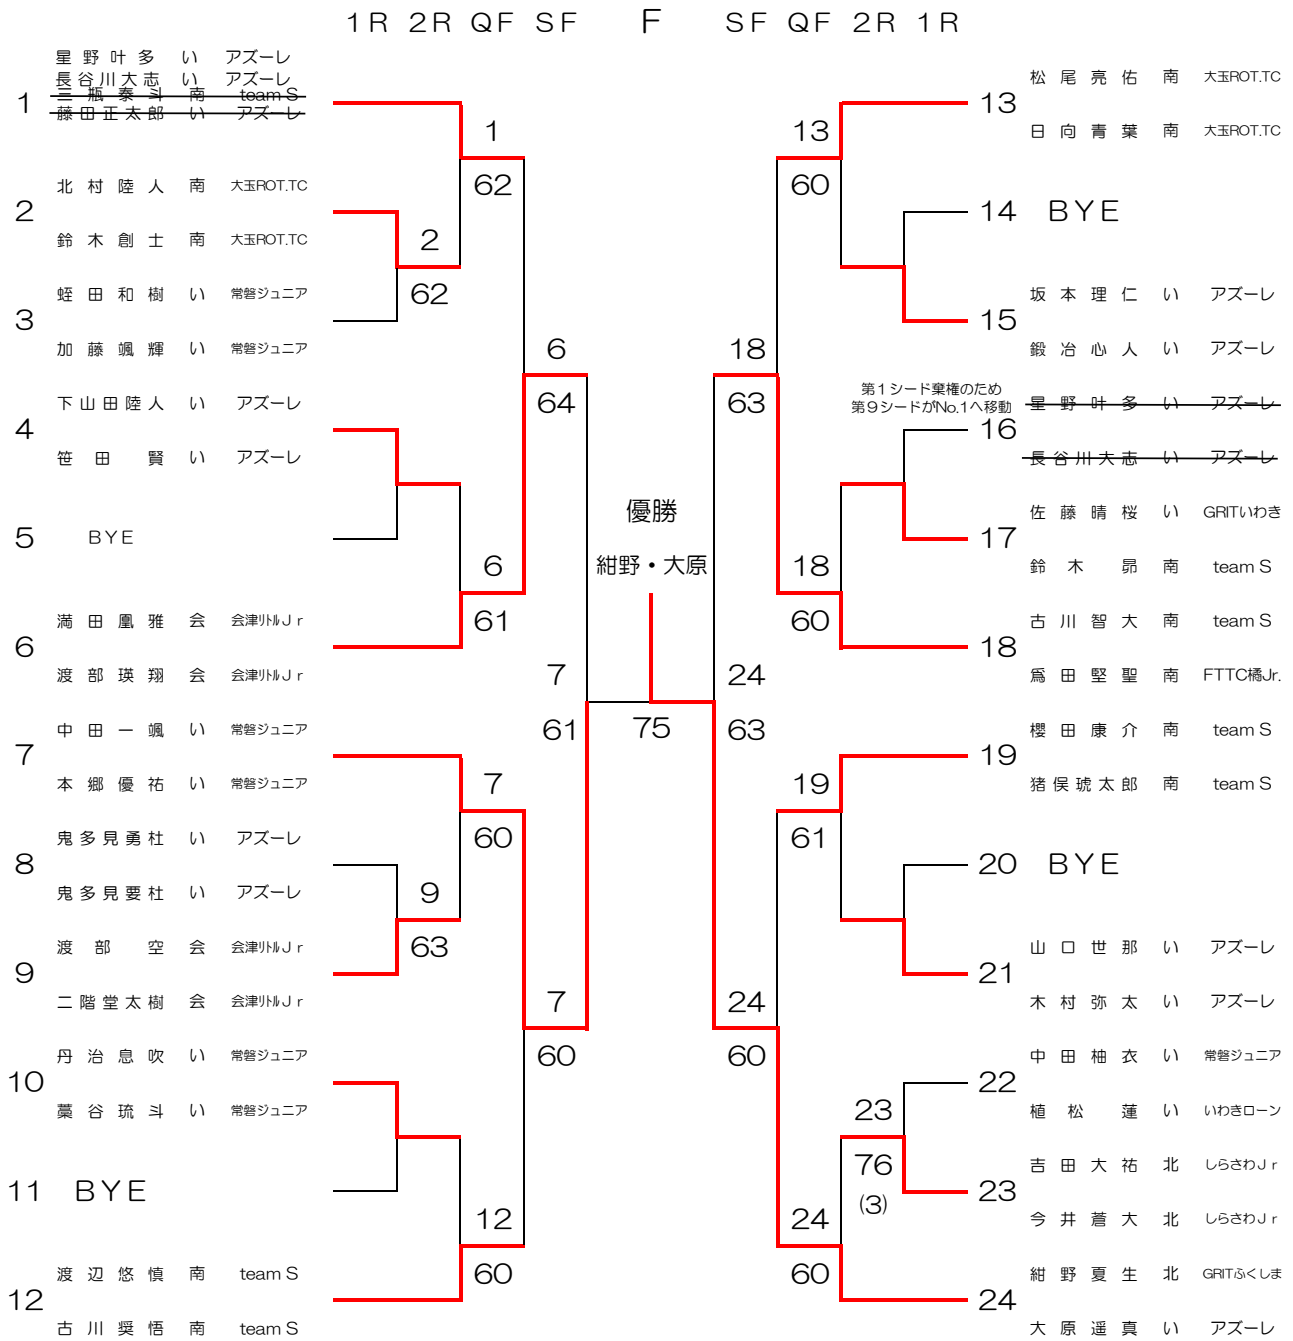 1R 2R QF SF F SF QF 2R 1R
星野叶多 い アズーレ
長谷川大志 い アズーレ
1 三瓶泰斗 南 team S
藤田正太郎 い アズーレ
北村陸人 南 大玉ROT.TC
2
鈴木創士 南 大玉ROT.TC
蛭田和樹 い 常磐ジュニア
3
加藤颯輝 い 常磐ジュニア
下山田陸人 い アズーレ
4
笹田賢 い アズーレ
5 BYE
満田凰雅 会 会津リトルJr
6
渡部瑛翔 会 会津リトルJr
中田一颯 い 常磐ジュニア
7
本郷優祐 い 常磐ジュニア
鬼多見勇杜 い アズーレ
8
鬼多見要杜 い アズーレ
渡部空 会 会津リトルJr
9
二階堂太樹 会 会津リトルJr
丹治息吹 い 常磐ジュニア
10
藁谷琉斗 い 常磐ジュニア
11 BYE
渡辺悠慎 南 team S
12
古川奨悟 南 team S
2
62
9
63
1
62
6
61
7
60
12
60
6
64
7
60
7
61
優勝
紺野・大原
75
24
63
18
63
24
60
13
60
18
60
19
61
24
60
23
76
(3)
松尾亮佑 南 大玉ROT.TC
13
日向青葉 南 大玉ROT.TC
14 BYE
坂本理仁 い アズーレ
15
鍛冶心人 い アズーレ
第1シード棄権のため
第9シードがNo.1へ移動
星野叶多 い アズーレ
16
長谷川大志 い アズーレ
佐藤晴桜 い GRITいわき
17
鈴木昴 南 team S
古川智大 南 team S
18
爲田堅聖 南 FTTC橘Jr.
櫻田康介 南 team S
19
猪俣琥太郎 南 team S
20 BYE
山口世那 い アズーレ
21
木村弥太 い アズーレ
中田柚衣 い 常磐ジュニア
22
植松蓮 い いわきローン
吉田大祐 北 しらさわJr
23
今井蒼大 北 しらさわJr
紺野夏生 北 GRITふくしま
24
大原遥真 い アズーレ